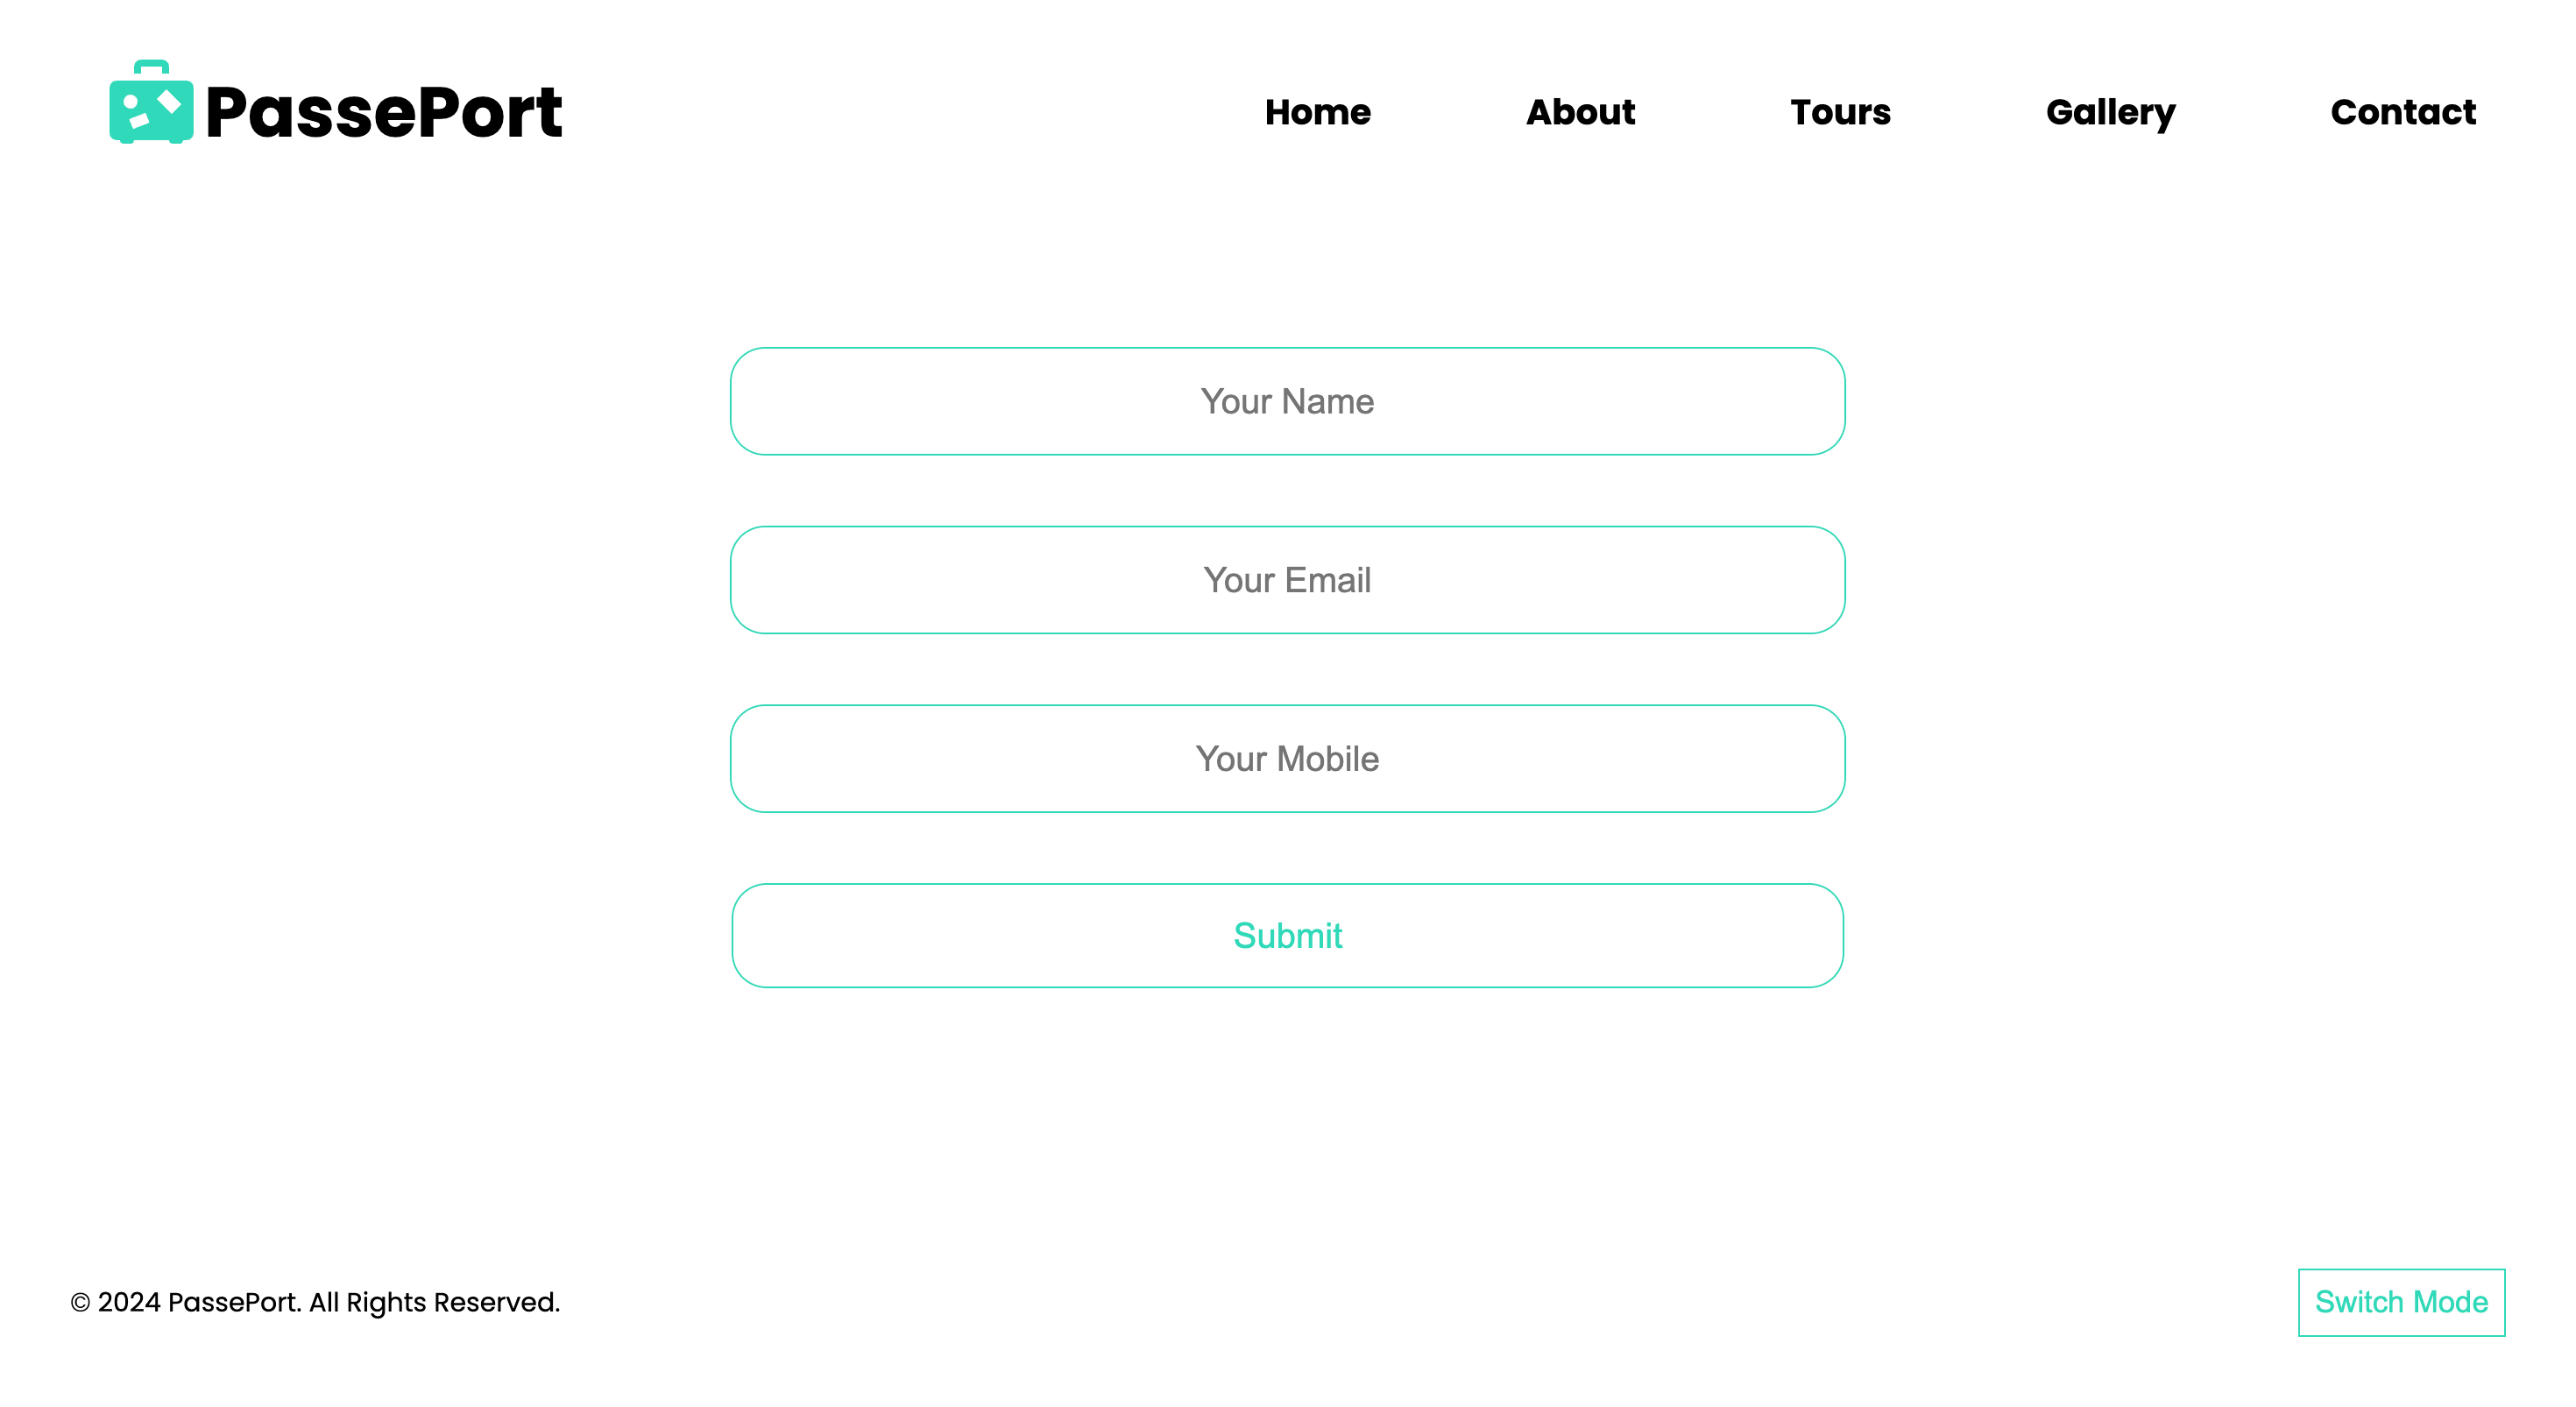 PassePort
Home About Tours Gallery Contact
Your Name
Your Email
Your Mobile
Submit
© 2024 PassePort. All Rights Reserved.
Switch Mode